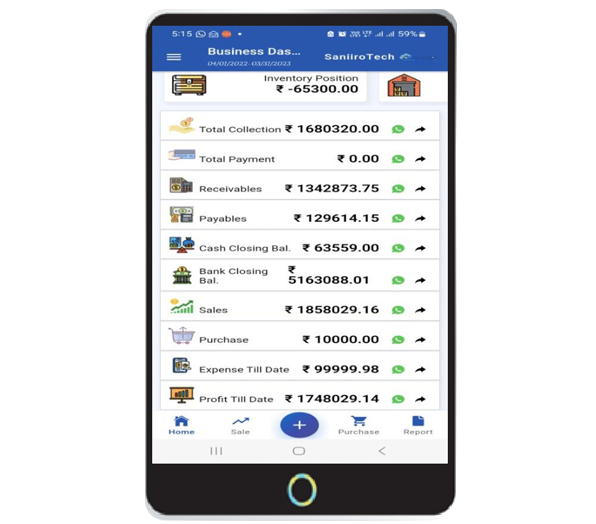 5:15 59%
Business Das... SaniiroTech
04/01/2022-03/31/2023
Inventory Position
₹ -65300.00
Total Collection ₹ 1680320.00
Total Payment ₹ 0.00
Receivables ₹ 1342873.75
Payables ₹ 129614.15
Cash Closing Bal. ₹ 63559.00
Bank Closing ₹
Bal. 5163088.01
Sales ₹ 1858029.16
Purchase ₹ 10000.00
Expense Till Date ₹ 99999.98
Profit Till Date ₹ 1748029.14
Home Sale Purchase Report